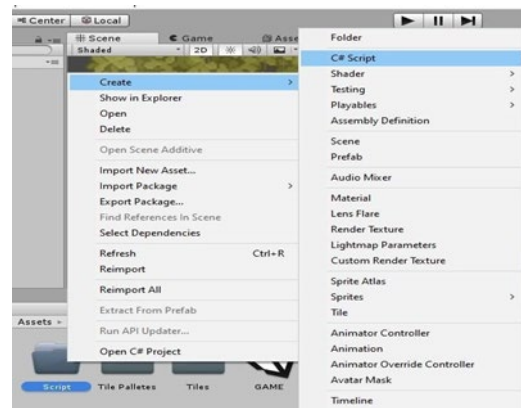 Center Local
Scene Game Asse
Shaded 2D
Create
Show in Explorer
Open
Delete
Open Scene Additive
Import New Asset...
Import Package
Export Package...
Find References In Scene
Select Dependencies
Refresh Ctrl+R
Reimport
Reimport All
Extract From Prefab
Run API Updater...
Open C# Project
Folder
C# Script
Shader
Testing
Playables
Assembly Definition
Scene
Prefab
Audio Mixer
Material
Lens Flare
Render Texture
Lightmap Parameters
Custom Render Texture
Sprite Atlas
Sprites
Tile
Animator Controller
Animation
Animator Override Controller
Avatar Mask
Timeline
Assets
Script Tile Palletes Tiles GAME